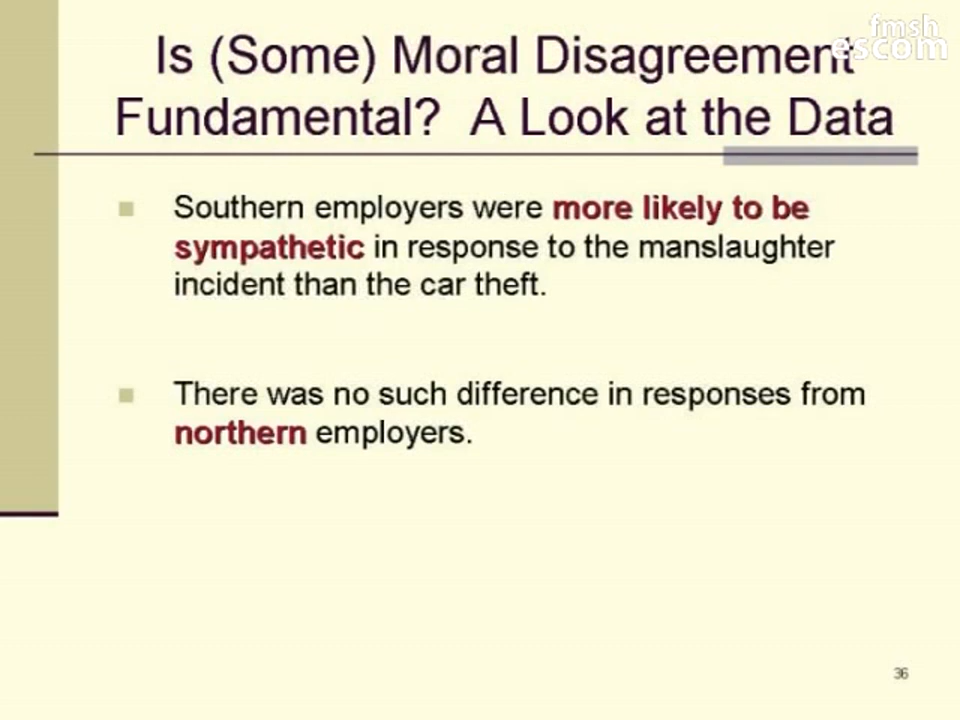 fmsh
escom
Is (Some) Moral Disagreement
Fundamental? A Look at the Data
Southern employers were more likely to be
sympathetic in response to the manslaughter
incident than the car theft.
There was no such difference in responses from
northern employers.
36